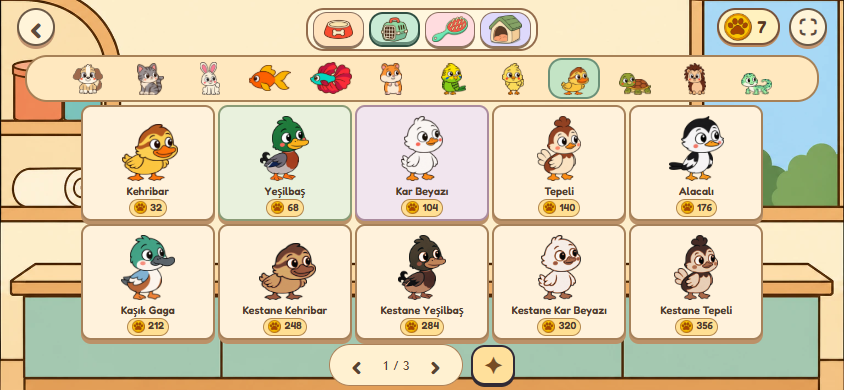 7
Kehribar
32
Yeşilbaş
68
Kar Beyazı
104
Tepeli
140
Alacalı
176
Kaşık Gaga
212
Kestane Kehribar
248
Kestane Yeşilbaş
284
Kestane Kar Beyazı
320
Kestane Tepeli
356
1 / 3